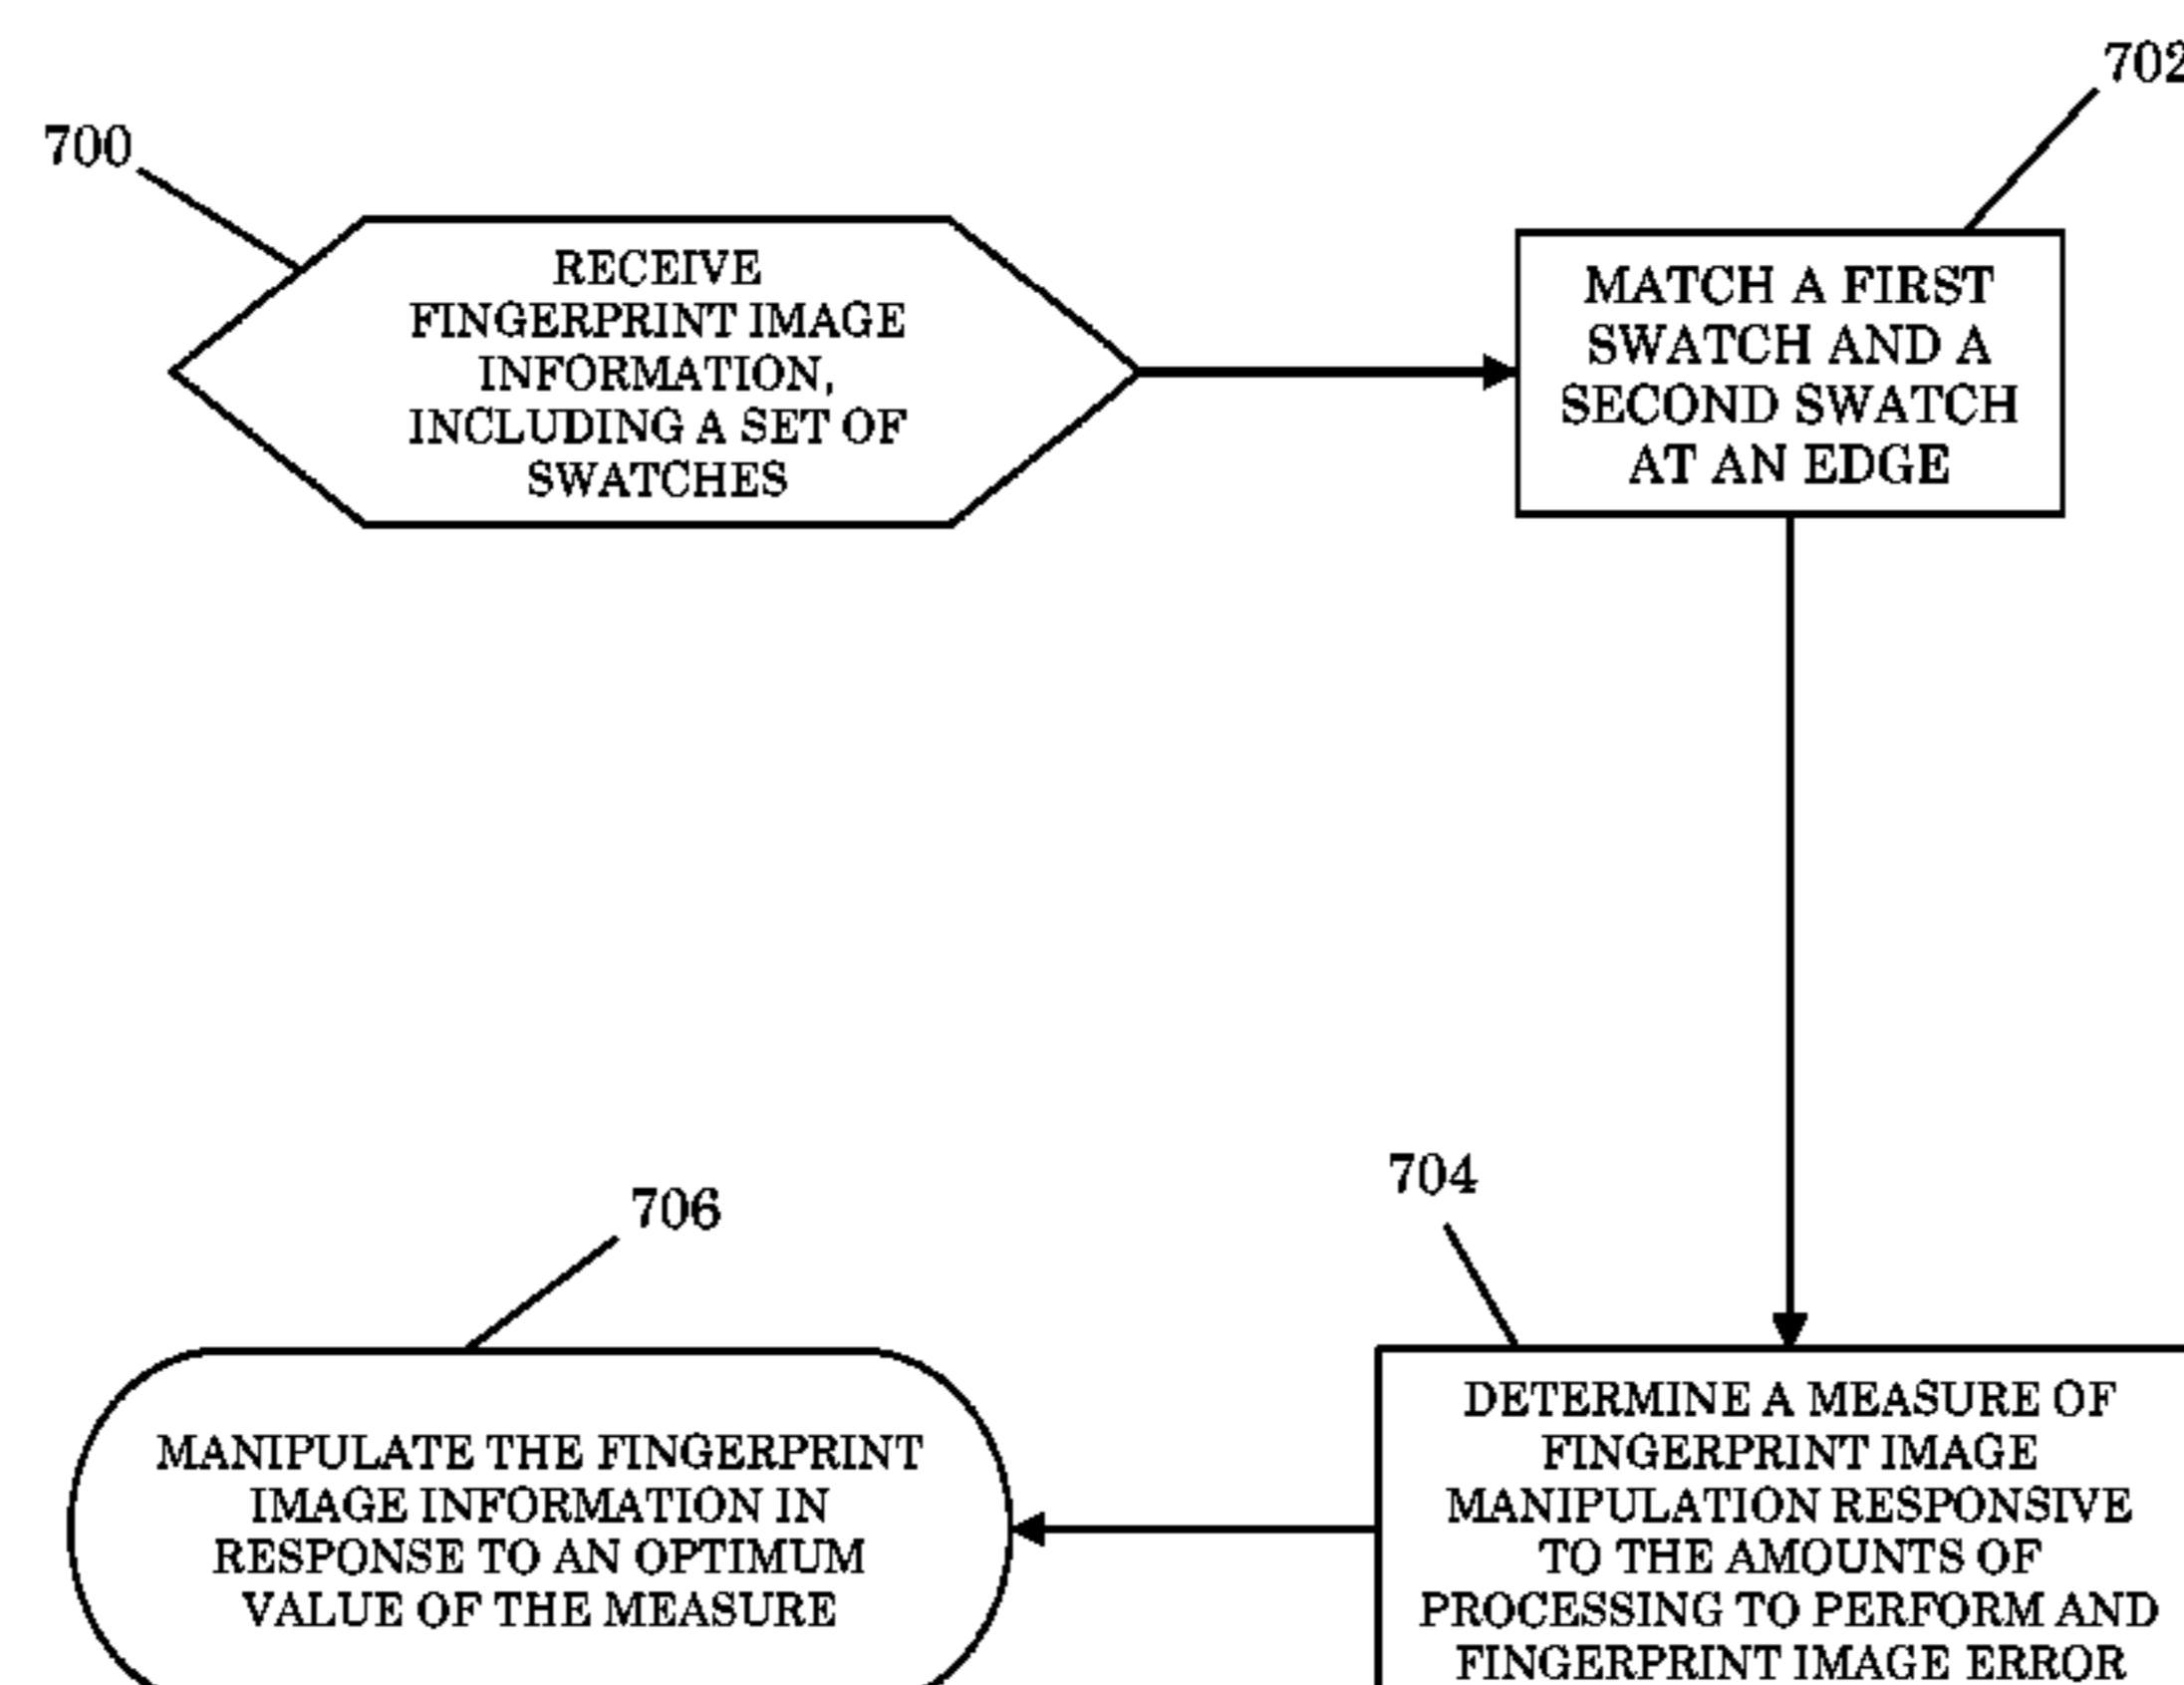 702
700
RECEIVE
FINGERPRINT IMAGE
INFORMATION,
INCLUDING A SET OF
SWATCHES
MATCH A FIRST
SWATCH AND A
SECOND SWATCH
AT AN EDGE
704
706
DETERMINE A MEASURE OF
FINGERPRINT IMAGE
MANIPULATION RESPONSIVE
TO THE AMOUNTS OF
PROCESSING TO PERFORM AND
FINGERPRINT IMAGE ERROR
MANIPULATE THE FINGERPRINT
IMAGE INFORMATION IN
RESPONSE TO AN OPTIMUM
VALUE OF THE MEASURE